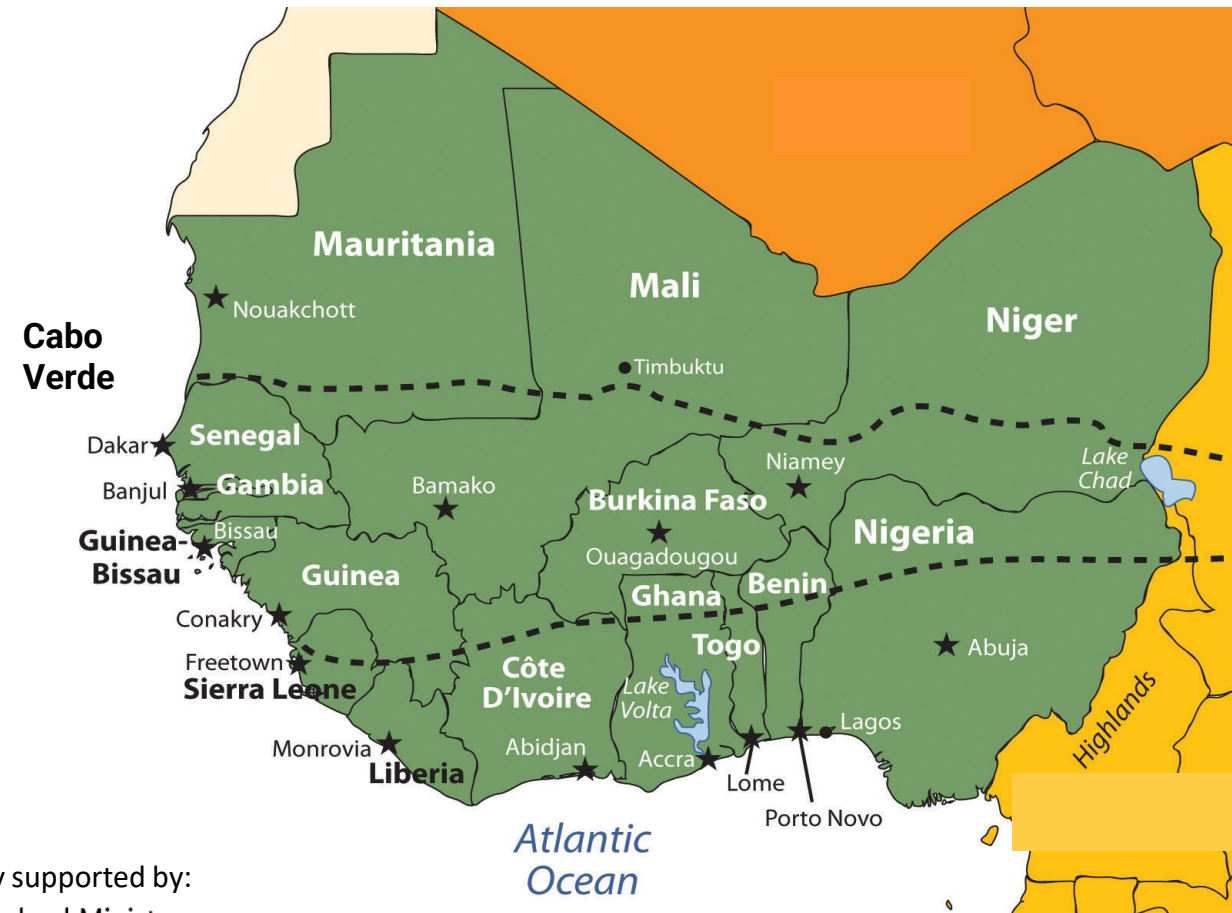 Mauritania
Mali
Niger
Nouakchott
Cabo
Verde
Timbuktu
Senegal
Dakar
Gambia
Banjul
Bamako
Niamey
Lake
Chad
Burkina Faso
Ouagadougou
Nigeria
Bissau
Guinea-
Bissau
Guinea
Benin
Ghana
Conakry
Togo
Abuja
Freetown
Sierra Leone
Côte
D'Ivoire
Lake
Volta
Lagos
Highlands
Monrovia
Liberia
Abidjan
Accra
Lome
Porto Novo
Atlantic
Ocean
supported by: